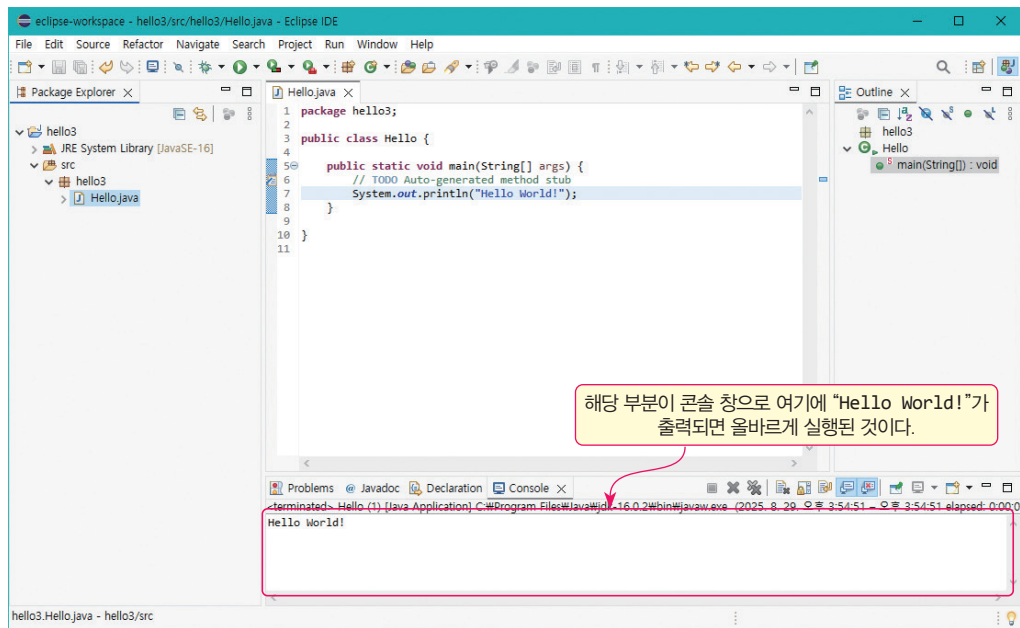 eclipse-workspace - hello3/src/hello3/Hello.java - Eclipse IDE
File Edit Source Refactor Navigate Search Project Run Window Help
Package Explorer
hello3
JRE System Library [JavaSE-16]
src
hello3
Hello.java
Hello.java
1 package hello3;
2
3 public class Hello {
4
5 public static void main(String[] args) {
6 // TODO Auto-generated method stub
7 System.out.println("Hello World!");
8 }
9
10 }
11
Outline
hello3
Hello
main(String[]) : void
해당 부분이 콘솔 창으로 여기에 “Hello World!”가
출력되면 올바르게 실행된 것이다.
Problems @ Javadoc Declaration Console
<terminated> Hello (1) [Java Application] C:₩Program Files₩Java₩jdk-16.0.2₩bin₩javaw.exe (2025. 8. 29. 오후 3:54:51 – 오후 3:54:51 elapsed: 0:00:0
Hello World!
hello3.Hello.java - hello3/src